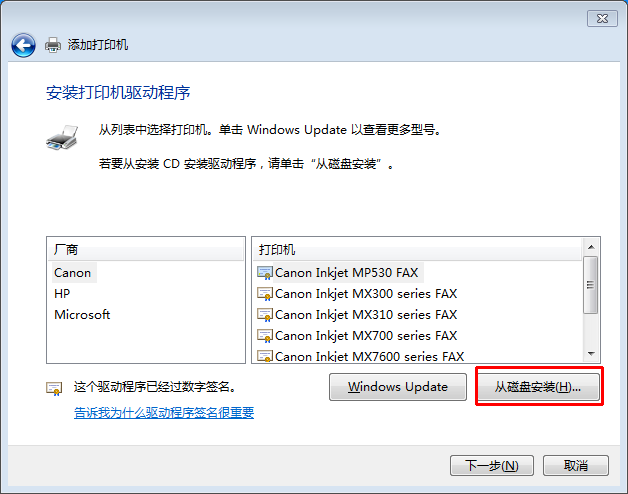 添加打印机
安装打印机驱动程序
从列表中选择打印机。单击 Windows Update 以查看更多型号。
若要从安装 CD 安装驱动程序，请单击“从磁盘安装”。
厂商
打印机
Canon
Canon Inkjet MP530 FAX
HP
Canon Inkjet MX300 series FAX
Microsoft
Canon Inkjet MX310 series FAX
Canon Inkjet MX700 series FAX
Canon Inkjet MX7600 series FAX
这个驱动程序已经过数字签名。
Windows Update
从磁盘安装(H)...
告诉我为什么驱动程序签名很重要
下一步(N)
取消